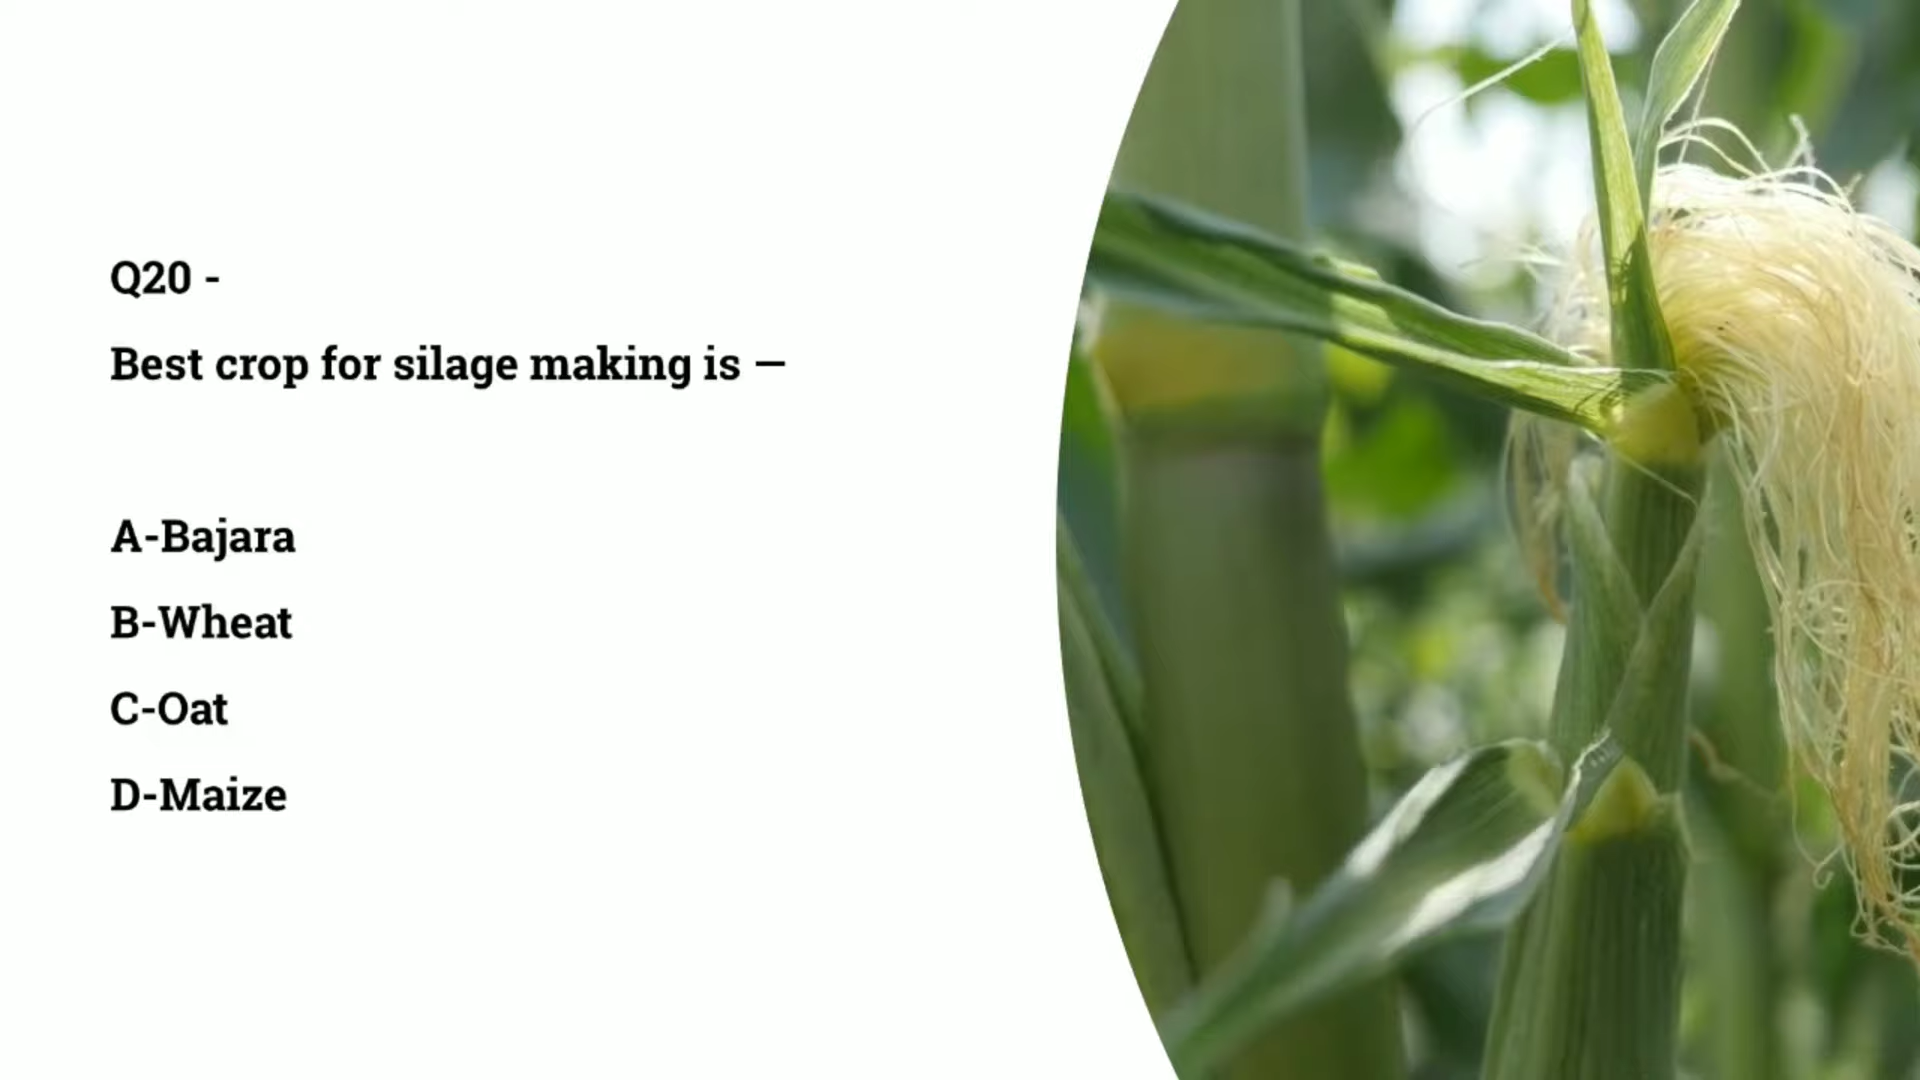 Q20 -
Best crop for silage making is —
A-Bajara
B-Wheat
C-Oat
D-Maize